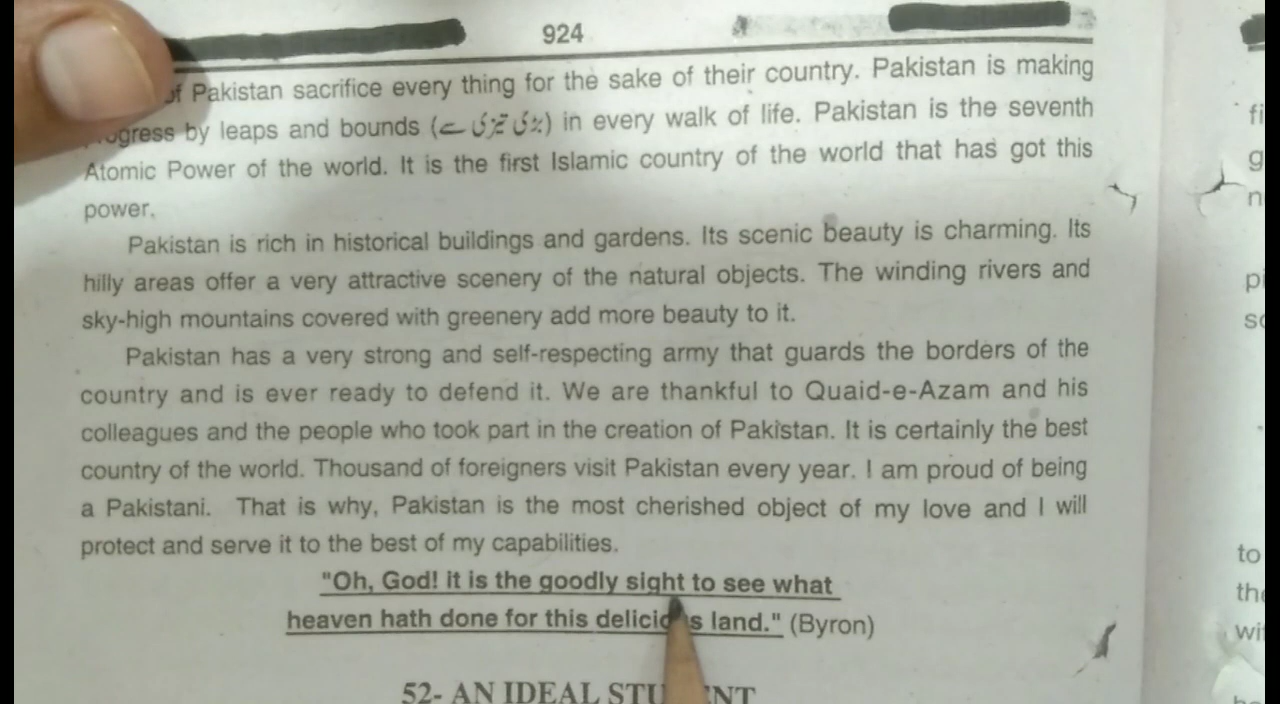 924
of Pakistan sacrifice every thing for the sake of their country. Pakistan is making
progress by leaps and bounds (بڑی تیزی سے) in every walk of life. Pakistan is the seventh
Atomic Power of the world. It is the first Islamic country of the world that has got this
power.
Pakistan is rich in historical buildings and gardens. Its scenic beauty is charming. Its
hilly areas offer a very attractive scenery of the natural objects. The winding rivers and
sky-high mountains covered with greenery add more beauty to it.
Pakistan has a very strong and self-respecting army that guards the borders of the
country and is ever ready to defend it. We are thankful to Quaid-e-Azam and his
colleagues and the people who took part in the creation of Pakistan. It is certainly the best
country of the world. Thousand of foreigners visit Pakistan every year. I am proud of being
a Pakistani. That is why, Pakistan is the most cherished object of my love and I will
protect and serve it to the best of my capabilities.
"Oh, God! it is the goodly sight to see what
heaven hath done for this delicious land." (Byron)
52- AN IDEAL STUDENT
to